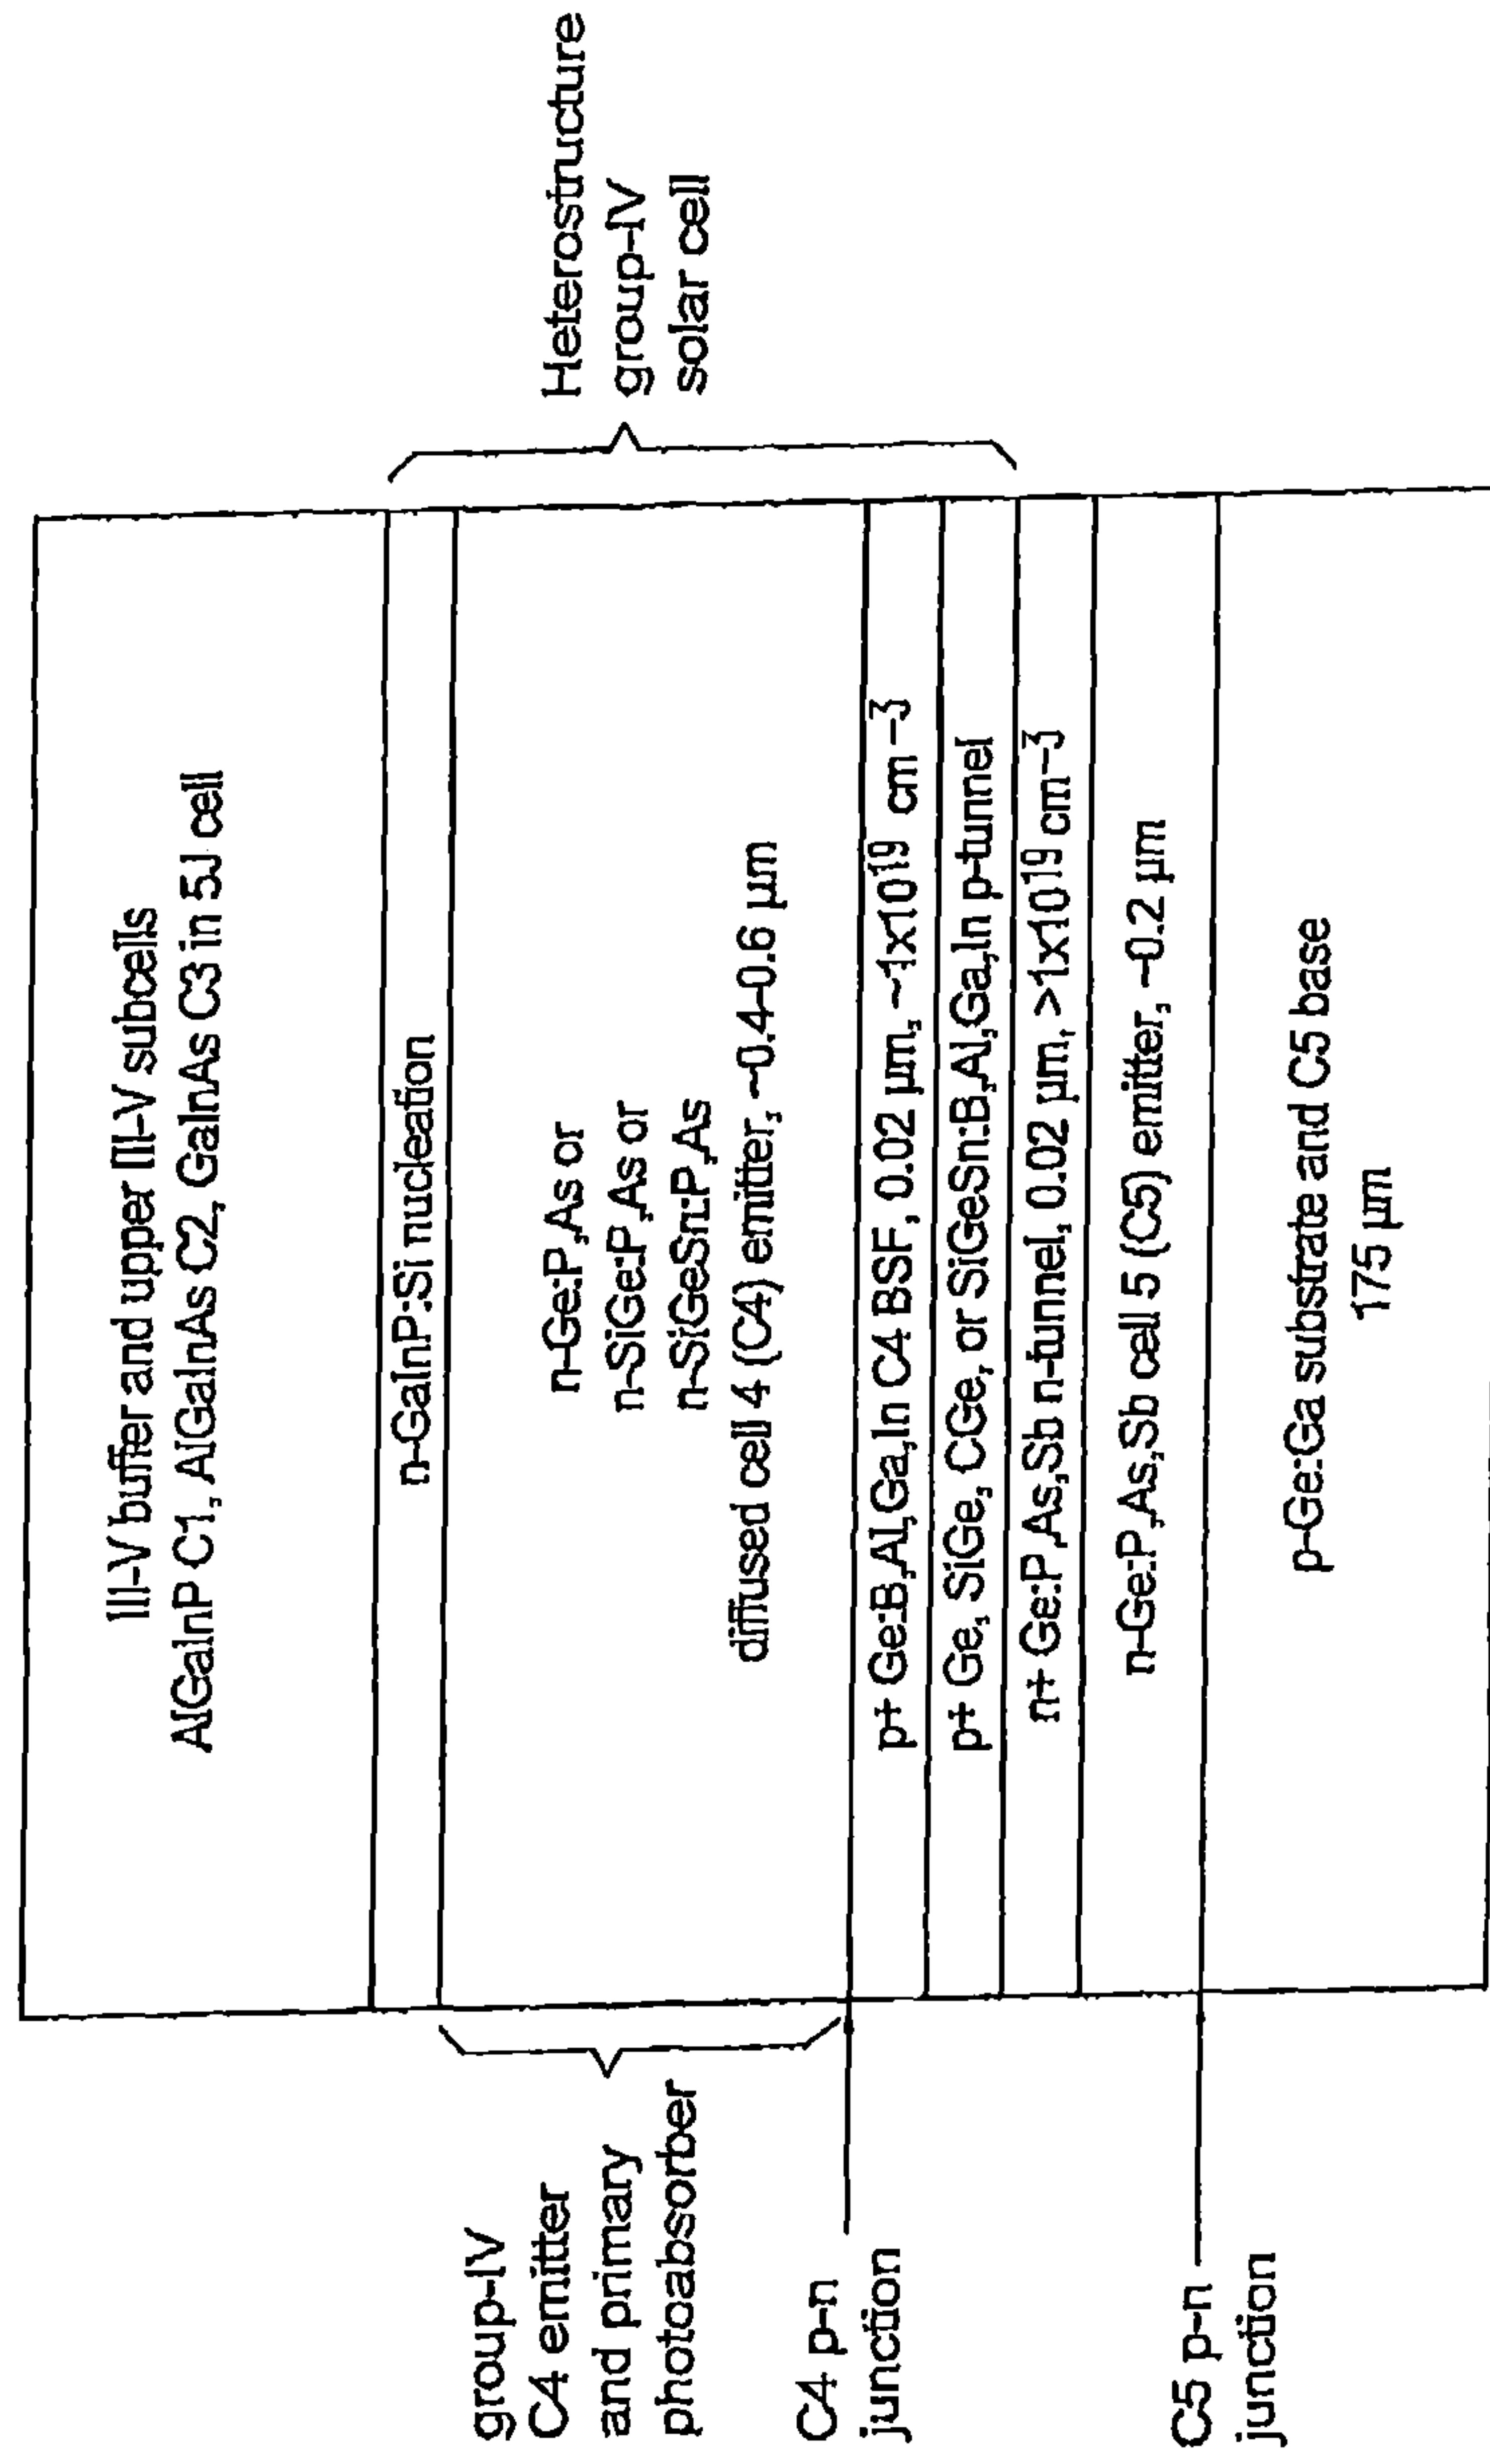 III-V buffer and upper III-V subcells
AlGaInP C1, AlGaInAs C2, GaInAs C3 in 5J cell
n-GaInP:Si nucleation
n-Ge:P,As or
n-SiGe:P,As or
n-SiGeSn:P,As
diffused cell 4 (C4) emitter, ~0.4-0.6 µm
p+ Ge:B,Al,Ga,In C4 BSF, 0.02 µm, ~1x10¹⁹ cm⁻³
p+ Ge, SiGe, CGe, or SiGeSn:B,Al,Ga,In p-tunnel
n+ Ge:P,As,Sb n-tunnel, 0.02 µm, >1x10¹⁹ cm⁻³
n-Ge:P,As,Sb cell 5 (C5) emitter, ~0.2 µm
p-Ge:Ga substrate and C5 base
175 µm
group-IV
C4 emitter
and primary
photoabsorber
C4 p-n
junction
C5 p-n
junction
Heterostructure
group-IV
solar cell